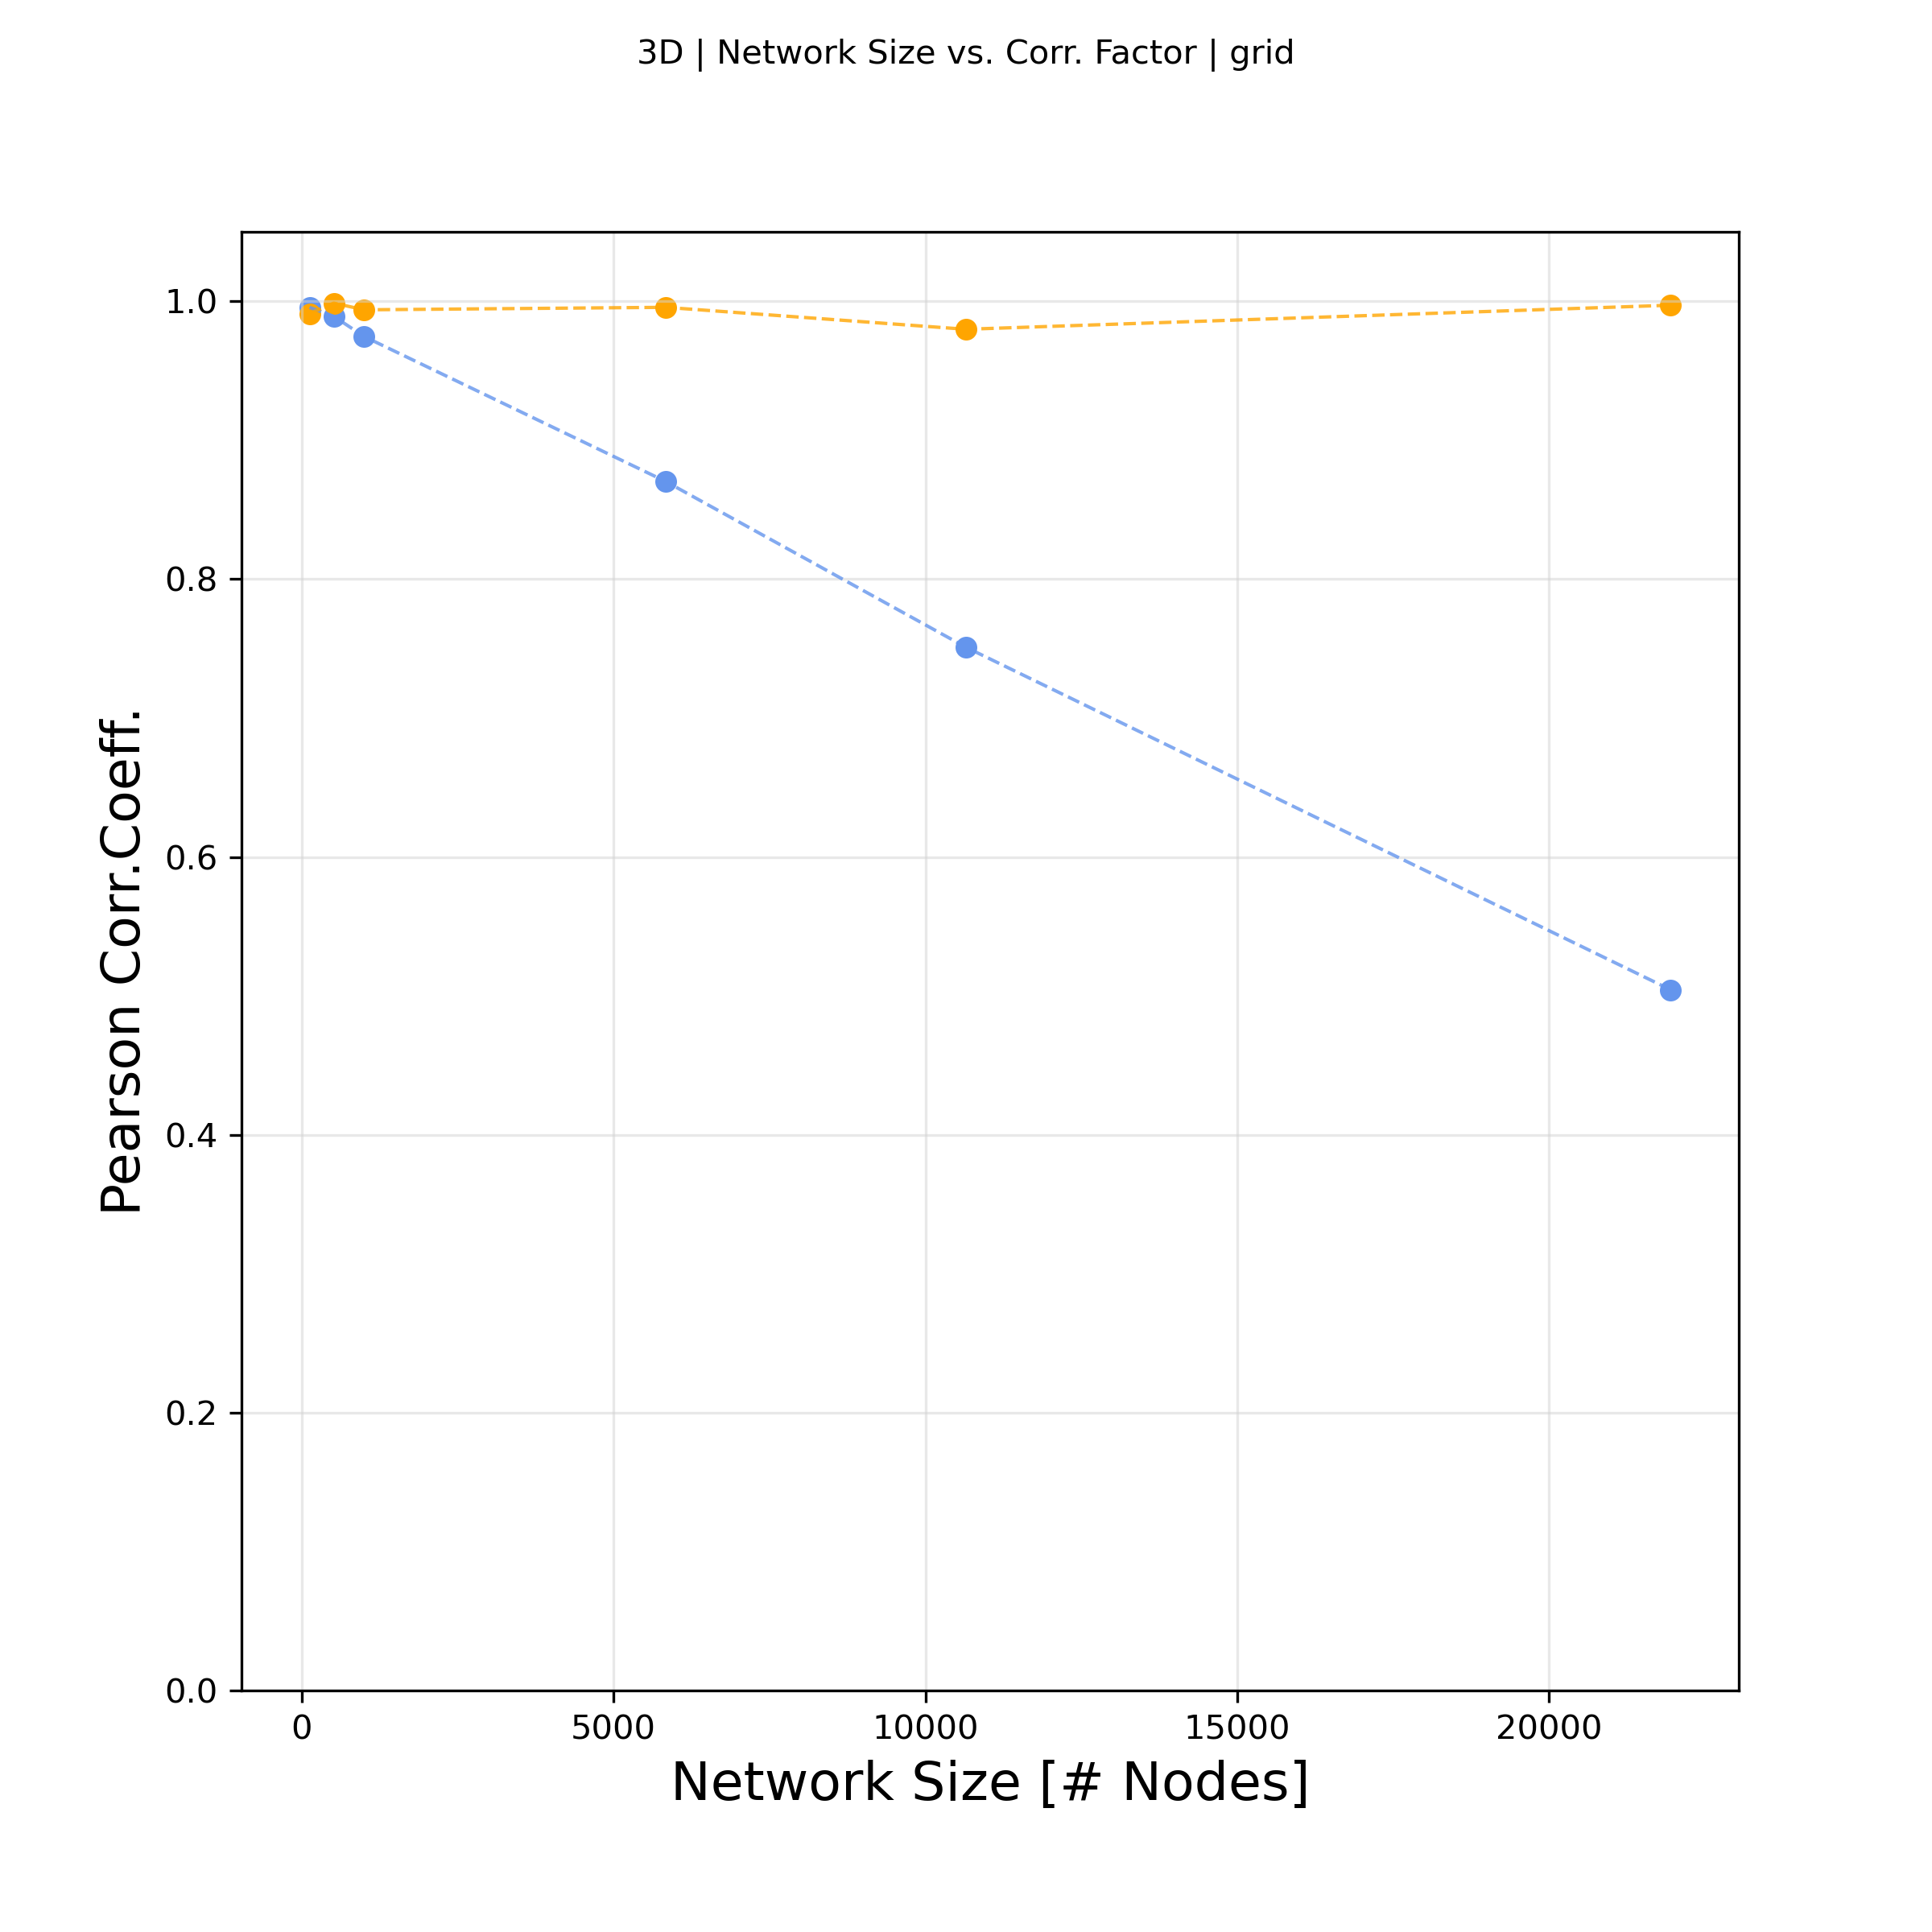 3D | Network Size vs. Corr. Factor | grid
Pearson Corr.Coeff.
1.0
0.8
0.6
0.4
0.2
0.0
0 5000 10000 15000 20000
Network Size [# Nodes]